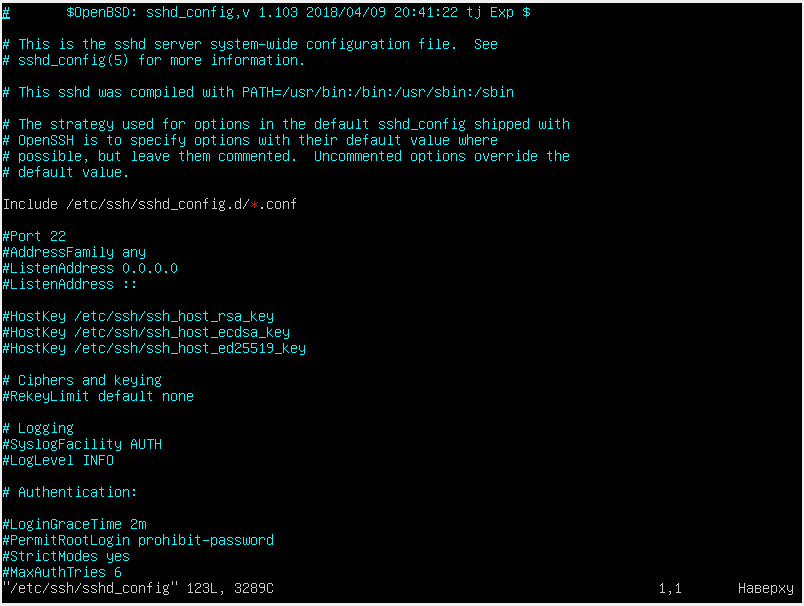 #       $OpenBSD: sshd_config,v 1.103 2018/04/09 20:41:22 tj Exp $
# This is the sshd server system-wide configuration file.  See
# sshd_config(5) for more information.
# This sshd was compiled with PATH=/usr/bin:/bin:/usr/sbin:/sbin
# The strategy used for options in the default sshd_config shipped with
# OpenSSH is to specify options with their default value where
# possible, but leave them commented.  Uncommented options override the
# default value.
Include /etc/ssh/sshd_config.d/*.conf
#Port 22
#AddressFamily any
#ListenAddress 0.0.0.0
#ListenAddress ::
#HostKey /etc/ssh/ssh_host_rsa_key
#HostKey /etc/ssh/ssh_host_ecdsa_key
#HostKey /etc/ssh/ssh_host_ed25519_key
# Ciphers and keying
#RekeyLimit default none
# Logging
#SyslogFacility AUTH
#LogLevel INFO
# Authentication:
#LoginGraceTime 2m
#PermitRootLogin prohibit-password
#StrictModes yes
#MaxAuthTries 6
"/etc/ssh/sshd_config" 123L, 3289C 1,1 Наверху